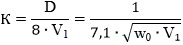 K = D / (8 · V₁) = 1 / (7,1 · √(w₀ · V₁))